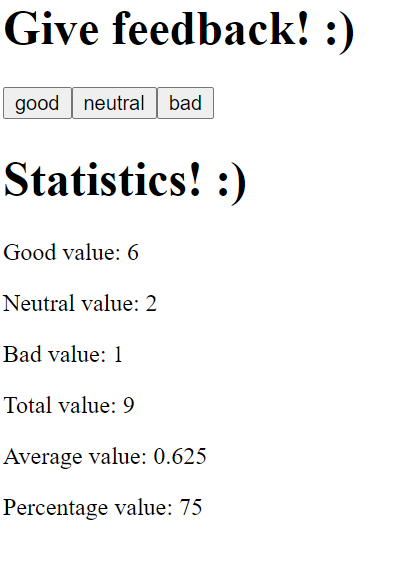 Give feedback! :)
good neutral bad
Statistics! :)
Good value: 6
Neutral value: 2
Bad value: 1
Total value: 9
Average value: 0.625
Percentage value: 75